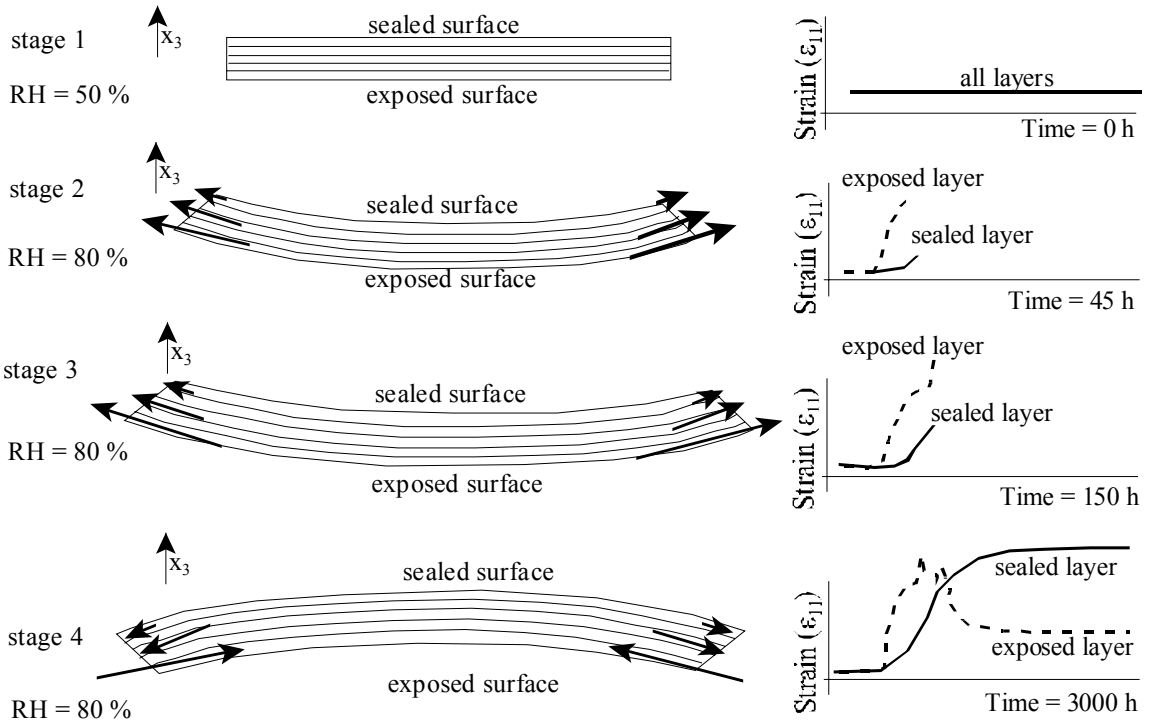 stage 1
x3
sealed surface
RH = 50 %
exposed surface
Strain (ε11)
all layers
Time = 0 h
stage 2
x3
sealed surface
RH = 80 %
exposed surface
Strain (ε11)
exposed layer
sealed layer
Time = 45 h
stage 3
x3
sealed surface
RH = 80 %
exposed surface
Strain (ε11)
exposed layer
sealed layer
Time = 150 h
stage 4
x3
sealed surface
RH = 80 %
exposed surface
Strain (ε11)
sealed layer
exposed layer
Time = 3000 h